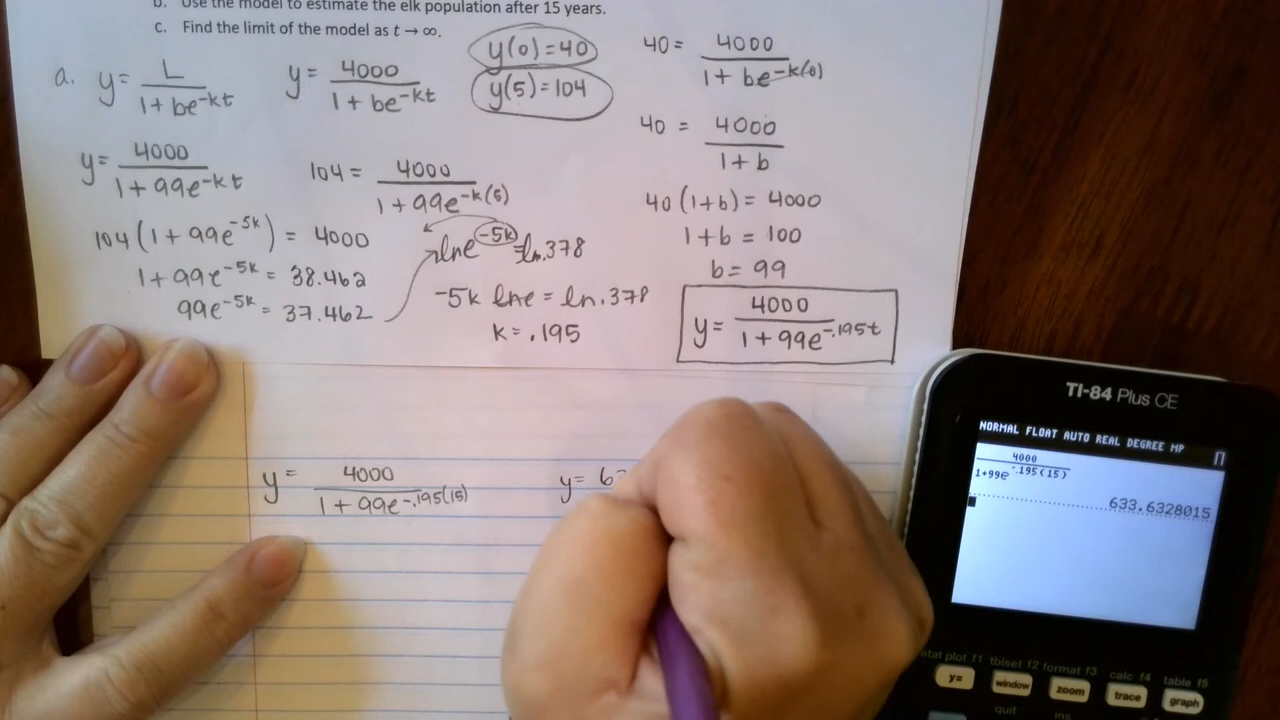 b. Use the model to estimate the elk population after 15 years.
c. Find the limit of the model as t → ∞.
a. y = L / 1 + be^-kt
y = 4000 / 1 + be^-kt
y(0) = 40
y(5) = 104
40 = 4000 / 1 + be^-k(0)
40 = 4000 / 1 + b
40 (1+b) = 4000
1+b = 100
b = 99
y = 4000 / 1 + 99e^-kt
104 = 4000 / 1 + 99e^-k(5)
104 (1 + 99e^-5k) = 4000
1 + 99e^-5k = 38.462
99e^-5k = 37.462
lne^-5k = ln.378
-5k lne = ln.378
k = .195
y = 4000 / 1 + 99e^-.195t
y = 4000 / 1 + 99e^-.195(15)
y = 63
TI-84 Plus CE
NORMAL FLOAT AUTO REAL DEGREE MP
4000 / 1+99e^-.195(15)
633.6328015
stat plot f1 tblset f2 format f3 calc f4 table f5
y= window zoom trace graph
quit ins